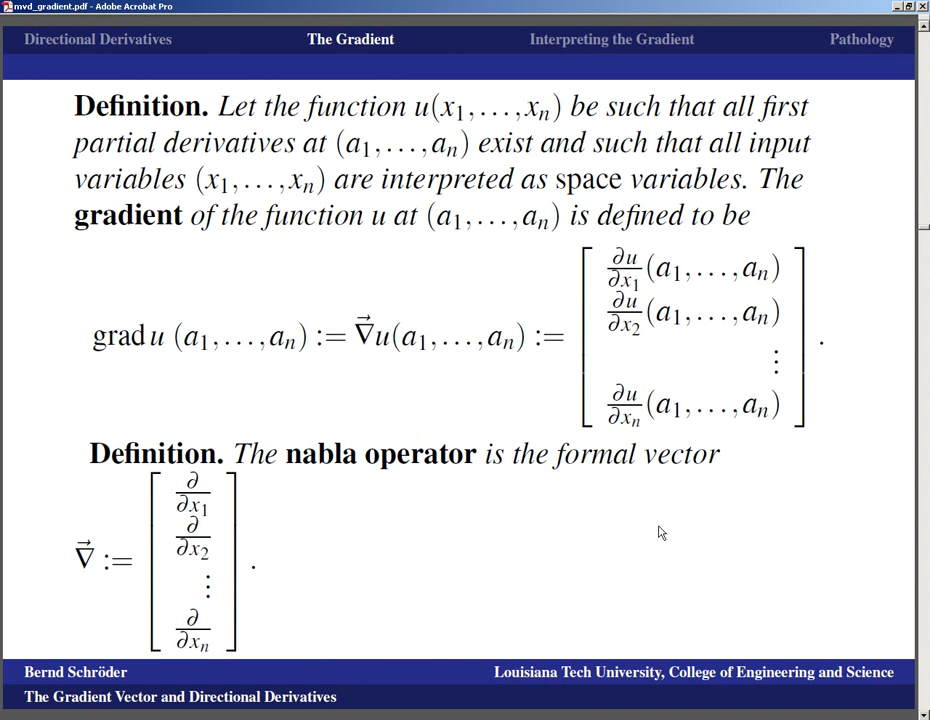 mvd_gradient.pdf - Adobe Acrobat Pro
Directional Derivatives The Gradient Interpreting the Gradient Pathology
Definition. Let the function u(x₁,…,xₙ) be such that all first
partial derivatives at (a₁,…,aₙ) exist and such that all input
variables (x₁,…,xₙ) are interpreted as space variables. The
gradient of the function u at (a₁,…,aₙ) is defined to be
grad u (a₁,…,aₙ) := ∇⃗u(a₁,…,aₙ) := [ ∂u/∂x₁(a₁,…,aₙ)
∂u/∂x₂(a₁,…,aₙ)
⋮
∂u/∂xₙ(a₁,…,aₙ) ] .
Definition. The nabla operator is the formal vector
∇⃗ := [ ∂/∂x₁
∂/∂x₂
⋮
∂/∂xₙ ] .
Bernd Schröder Louisiana Tech University, College of Engineering and Science
The Gradient Vector and Directional Derivatives